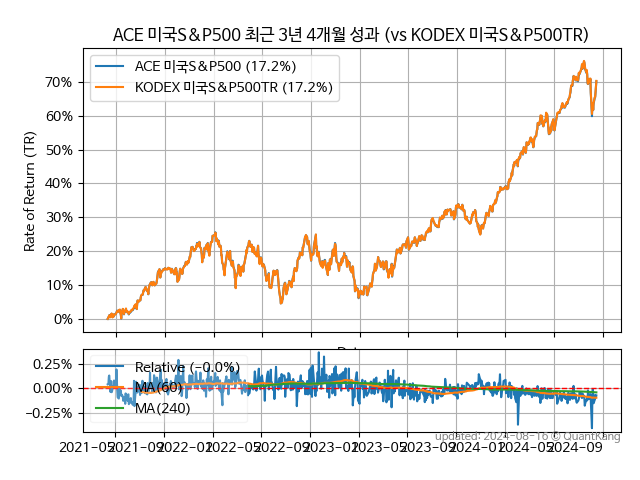 ACE 미국S&P500 최근 3년 4개월 성과 (vs KODEX 미국S&P500TR)
Rate of Return (TR)
70%
60%
50%
40%
30%
20%
10%
0%
ACE 미국S&P500 (17.2%)
KODEX 미국S&P500TR (17.2%)
0.25%
0.00%
−0.25%
Relative (−0.0%)
MA(60)
MA(240)
2021−05 2021−09 2022−01 2022−05 2022−09 2023−01 2023−05 2023−09 2024−01 2024−05 2024−09
updated: 2024−08−16 © QuantKang